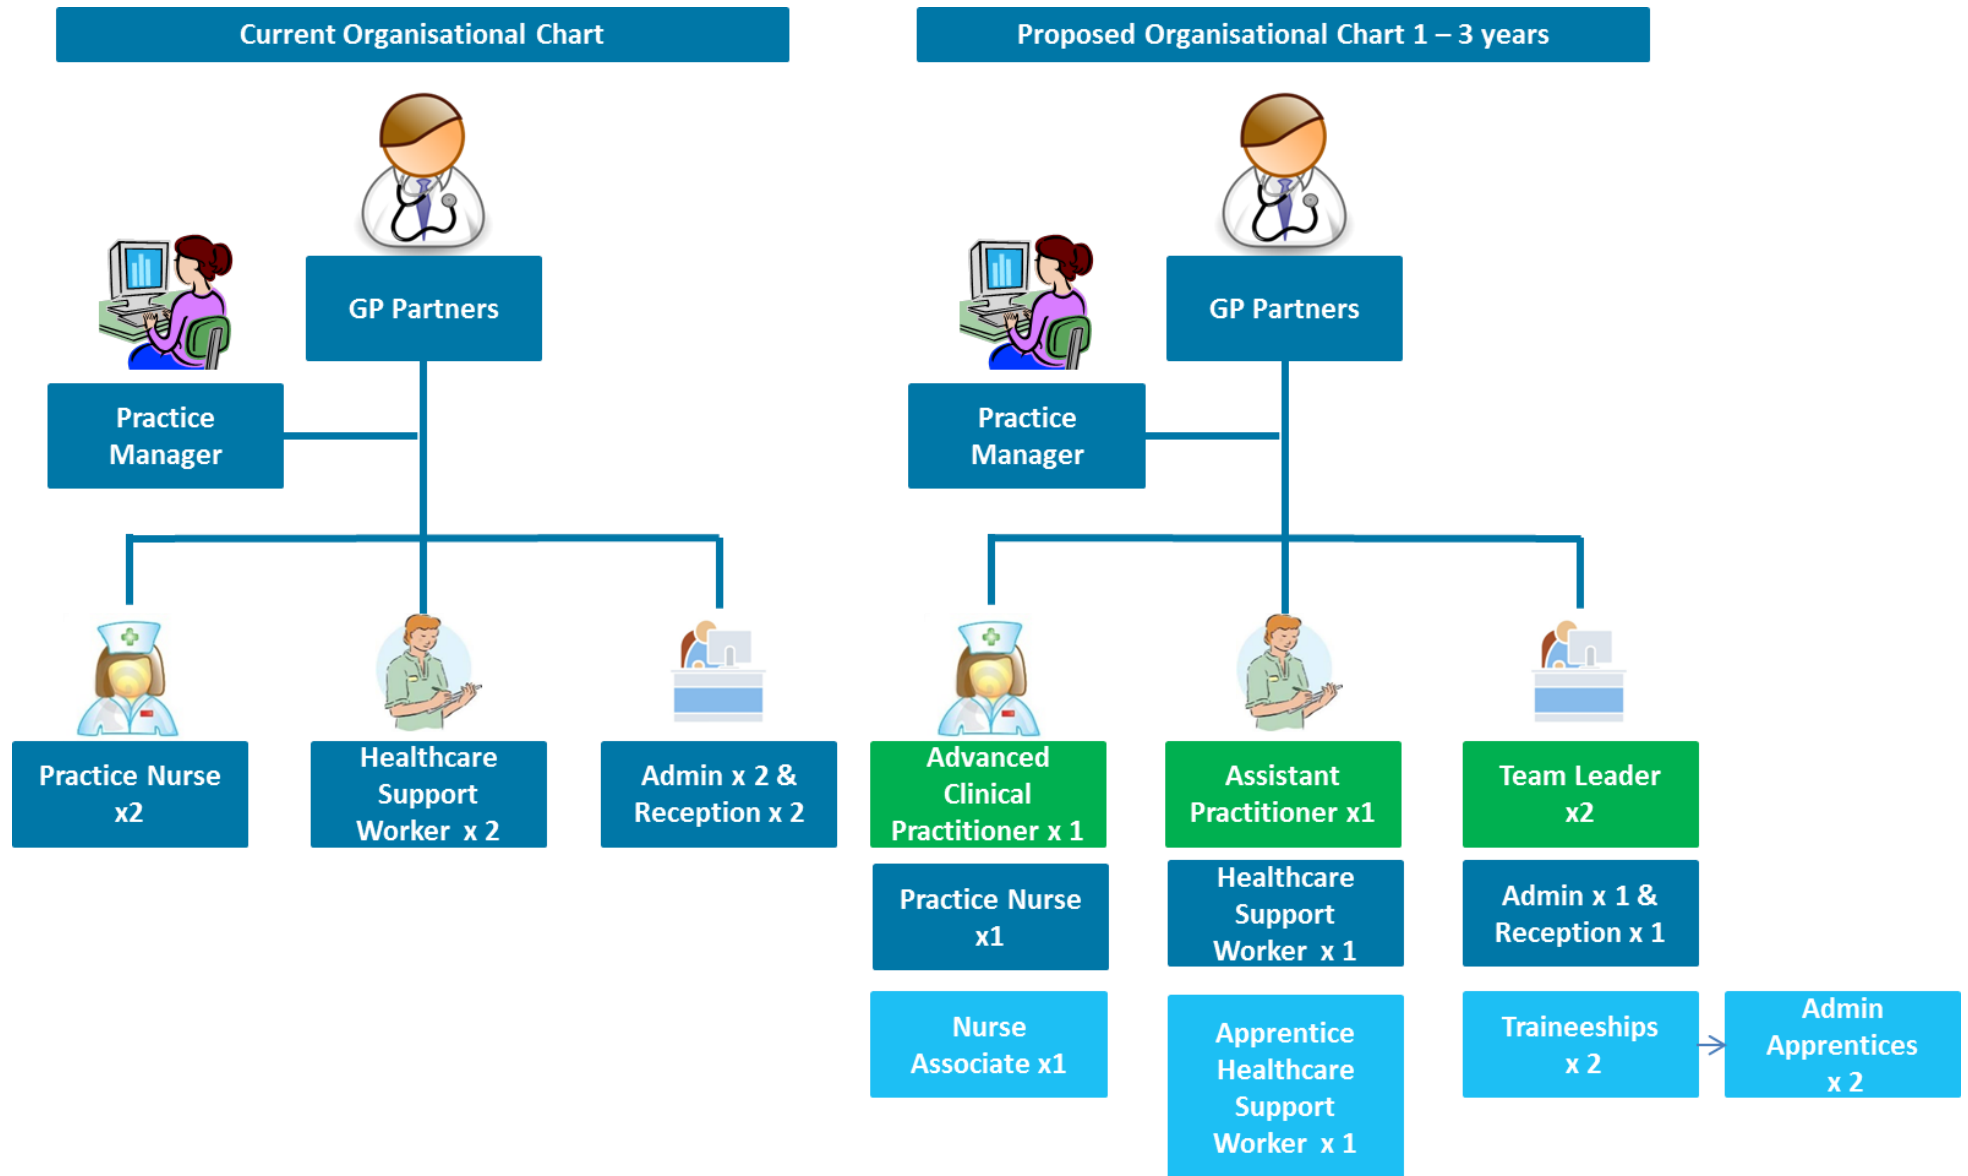 Current Organisational Chart
GP Partners
Practice
Manager
Practice Nurse
x2
Healthcare
Support
Worker x 2
Admin x 2 &
Reception x 2
Proposed Organisational Chart 1 – 3 years
GP Partners
Practice
Manager
Advanced
Clinical
Practitioner x 1
Assistant
Practitioner x1
Team Leader
x2
Practice Nurse
x1
Healthcare
Support
Worker x 1
Admin x 1 &
Reception x 1
Nurse
Associate x1
Apprentice
Healthcare
Support
Worker x 1
Traineeships
x 2
Admin
Apprentices
x 2